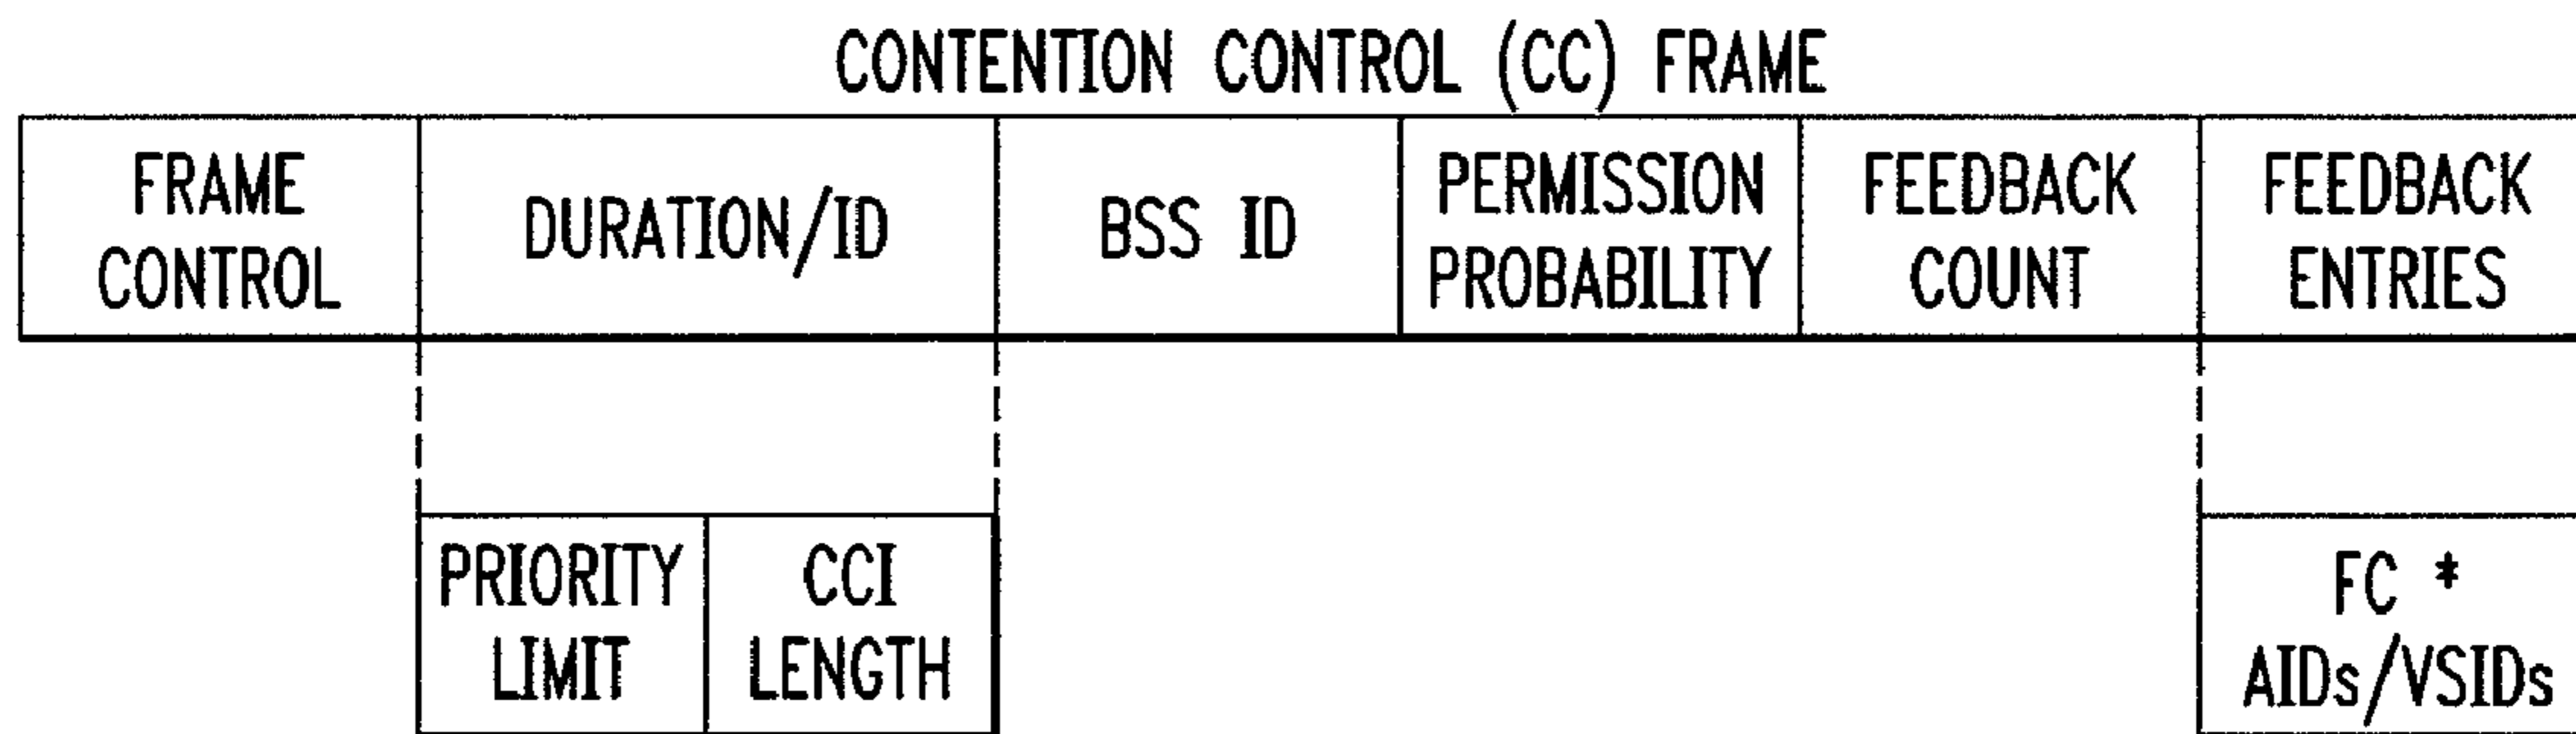 CONTENTION CONTROL (CC) FRAME
FRAME
CONTROL
DURATION/ID
BSS ID
PERMISSION
PROBABILITY
FEEDBACK
COUNT
FEEDBACK
ENTRIES
PRIORITY
LIMIT
CCI
LENGTH
FC *
AIDs/VSIDs